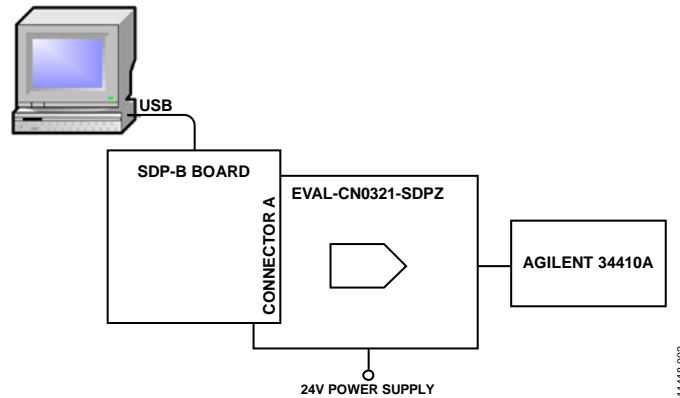 USB
SDP-B BOARD
CONNECTOR A
EVAL-CN0321-SDPZ
AGILENT 34410A
24V POWER SUPPLY